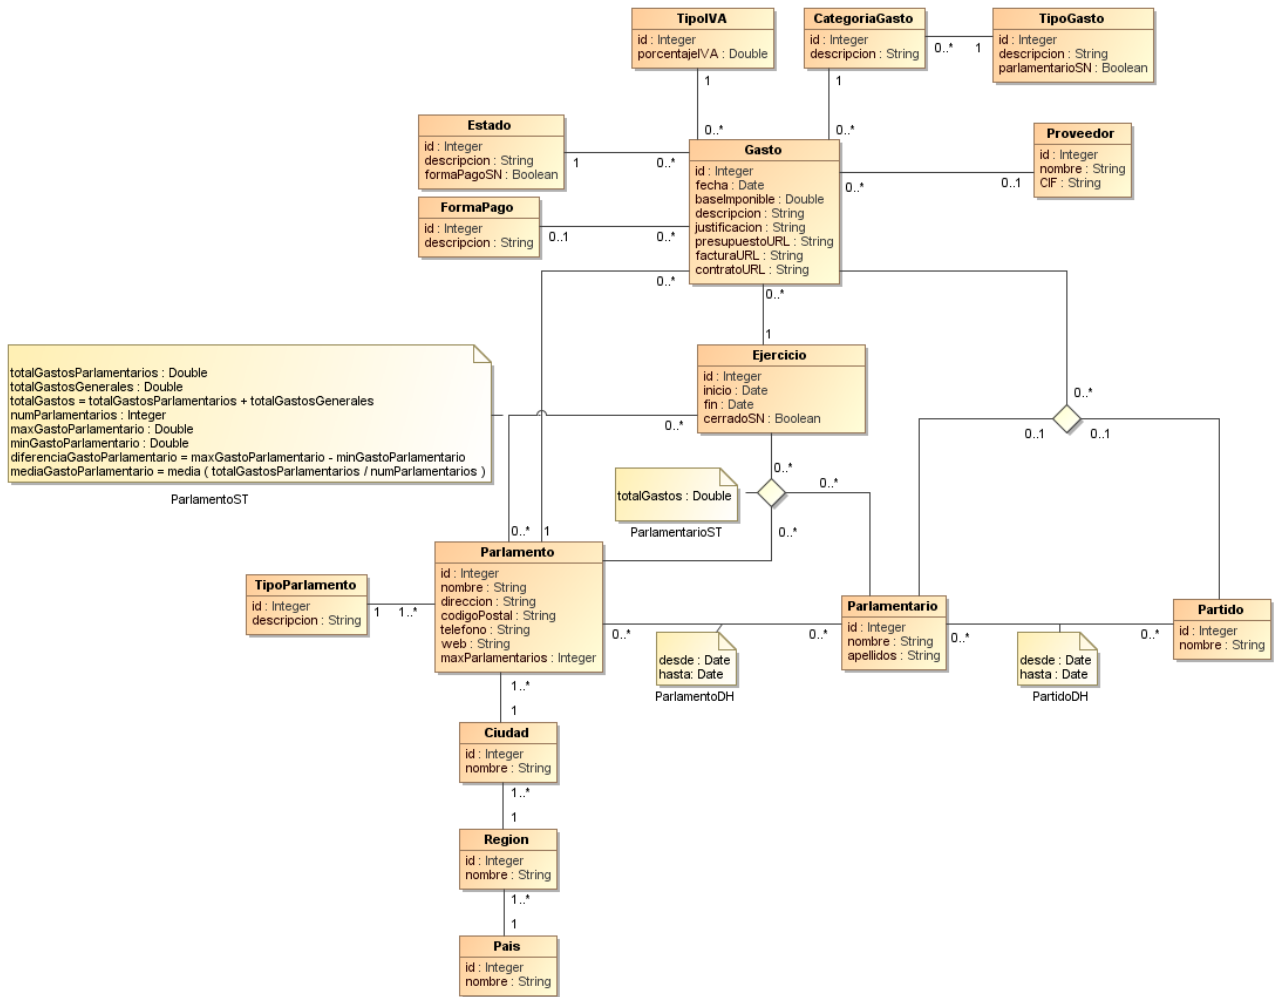 TipoIVA
id : Integer
porcentajeIVA : Double
CategoriaGasto
id : Integer
descripcion : String
TipoGasto
id : Integer
descripcion : String
parlamentarioSN : Boolean
0..*
1
1
1
0..*
0..*
Estado
id : Integer
descripcion : String
formaPagoSN : Boolean
1
0..*
Gasto
id : Integer
fecha : Date
baseImponible : Double
descripcion : String
justificacion : String
presupuestoURL : String
facturaURL : String
contratoURL : String
Proveedor
id : Integer
nombre : String
CIF : String
0..*
0..1
FormaPago
id : Integer
descripcion : String
0..1
0..*
0..*
0..*
1
totalGastosParlamentarios : Double
totalGastosGenerales : Double
totalGastos = totalGastosParlamentarios + totalGastosGenerales
numParlamentarios : Integer
maxGastoParlamentario : Double
minGastoParlamentario : Double
diferenciaGastoParlamentario = maxGastoParlamentario - minGastoParlamentario
mediaGastoParlamentario = media ( totalGastosParlamentarios / numParlamentarios )
ParlamentoST
Ejercicio
id : Integer
inicio : Date
fin : Date
cerradoSN : Boolean
0..*
0..*
0..1
0..1
0..*
0..*
0..*
totalGastos : Double
ParlamentarioST
0..*
1
Parlamento
id : Integer
nombre : String
direccion : String
codigoPostal : String
telefono : String
web : String
maxParlamentarios : Integer
TipoParlamento
id : Integer
descripcion : String
1
1..*
0..*
0..*
desde : Date
hasta: Date
ParlamentoDH
Parlamentario
id : Integer
nombre : String
apellidos : String
0..*
0..*
desde : Date
hasta : Date
PartidoDH
Partido
id : Integer
nombre : String
1..*
1
Ciudad
id : Integer
nombre : String
1..*
1
Region
id : Integer
nombre : String
1..*
1
Pais
id : Integer
nombre : String